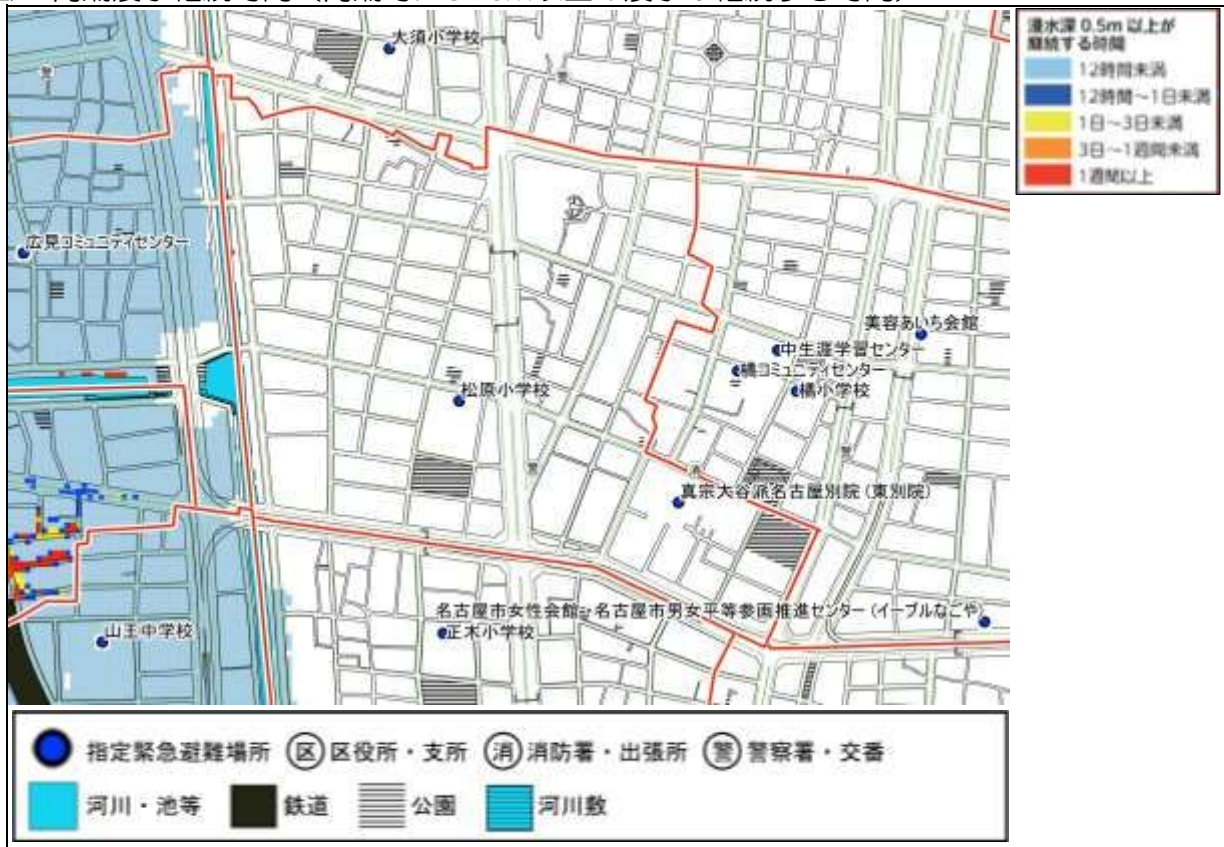 浸水深 0.5m 以上が
継続する時間
12時間未満
12時間～1日未満
1日～3日未満
3日～1週間未満
1週間以上
大須小学校
広見コミュニティセンター
美容あいち会館
中生涯学習センター
橘コミュニティセンター
橘小学校
松原小学校
真宗大谷派名古屋別院（東別院）
名古屋市女性会館・名古屋市男女平等参画推進センター（イーブルなごや）
正木小学校
山王中学校
指定緊急避難場所 区 区役所・支所 消 消防署・出張所 警 警察署・交番
河川・池等 鉄道 公園 河川敷